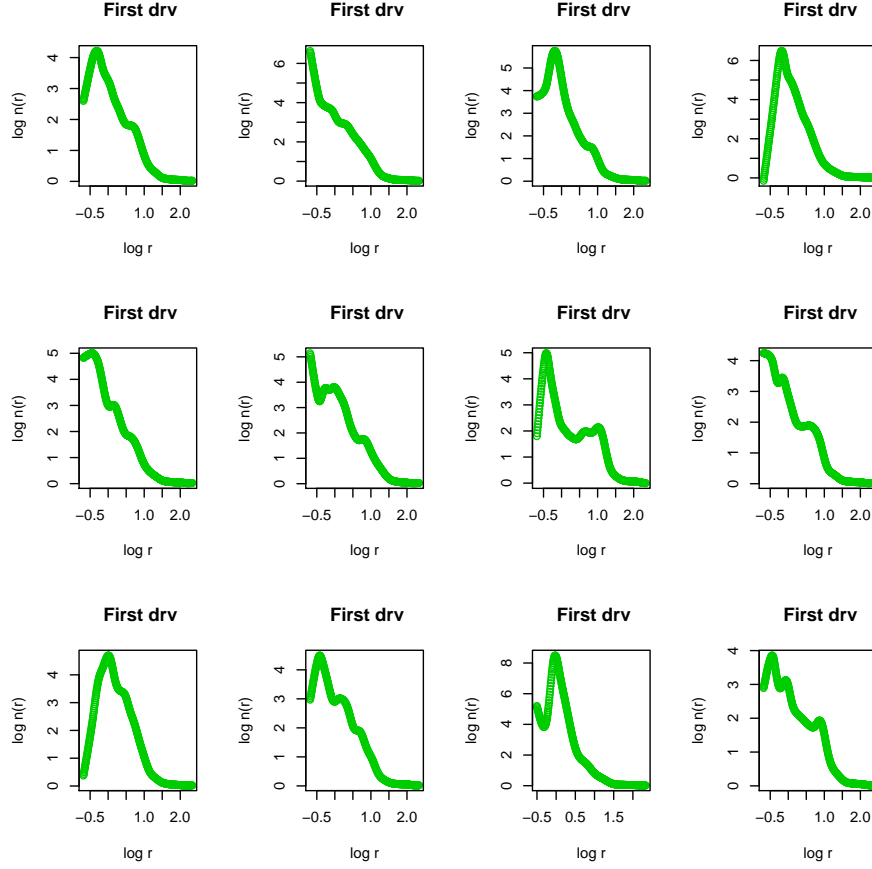 First drv First drv First drv First drv
log n(r) log n(r) log n(r) log n(r)
4 6 5 6
3 4 4 4
2 2 3 2
1 0 2 0
0 1
0
−0.5 1.0 2.0 −0.5 1.0 2.0 −0.5 1.0 2.0 −0.5 1.0 2.0
log r log r log r log r
First drv First drv First drv First drv
log n(r) log n(r) log n(r) log n(r)
5 5 5 4
4 4 4 3
3 3 3 2
2 2 2 1
1 1 1 0
0 0 0
−0.5 1.0 2.0 −0.5 1.0 2.0 −0.5 1.0 2.0 −0.5 1.0 2.0
log r log r log r log r
First drv First drv First drv First drv
log n(r) log n(r) log n(r) log n(r)
4 4 8 4
3 3 6 3
2 2 4 2
1 1 2 1
0 0 0 0
−0.5 1.0 2.0 −0.5 1.0 2.0 −0.5 0.5 1.5 −0.5 1.0 2.0
log r log r log r log r